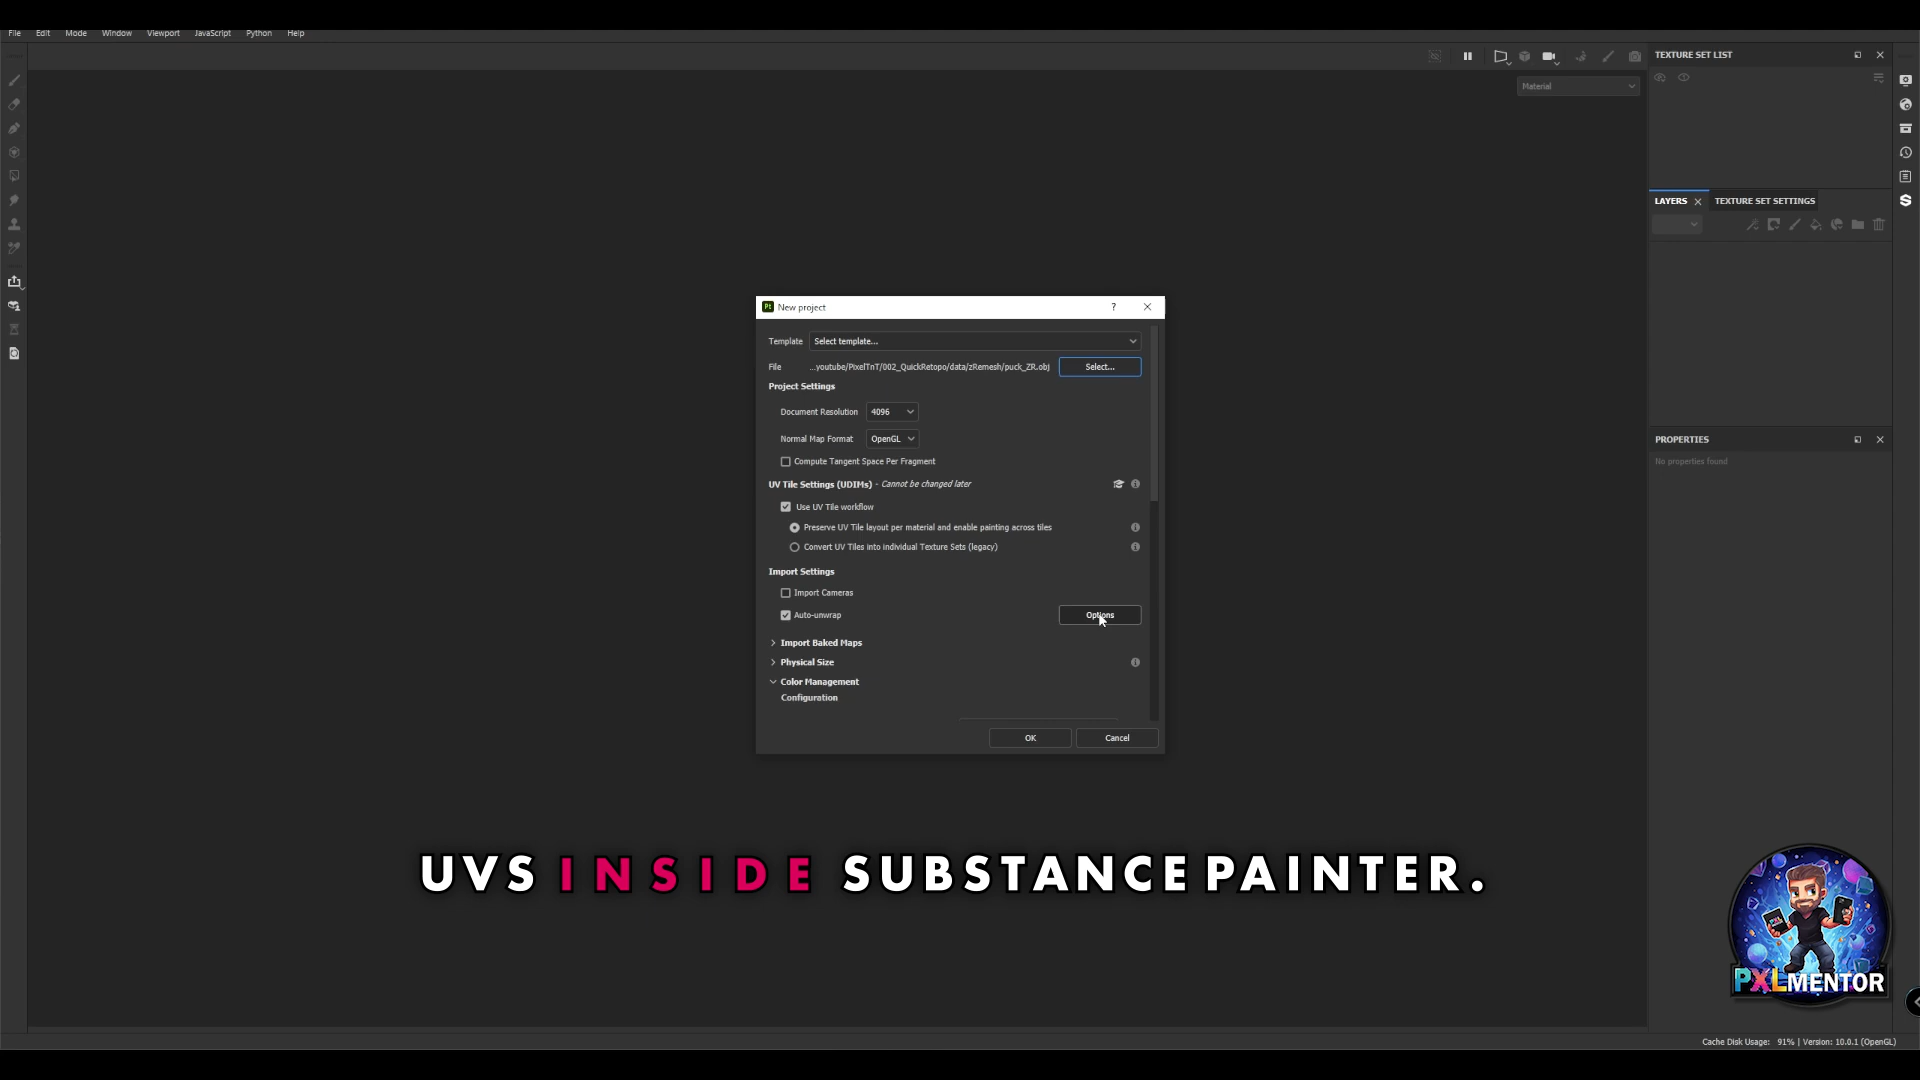 File Edit Mode Window Viewport JavaScript Python Help
TEXTURE SET LIST
Material
LAYERS TEXTURE SET SETTINGS
Pt New project ?
Template Select template...
File ...youtube/PixelTnT/002_QuickRetopo/data/zRemesh/puck_ZR.obj Select...
Project Settings
Document Resolution 4096
Normal Map Format OpenGL
Compute Tangent Space Per Fragment
UV Tile Settings (UDIMs) - Cannot be changed later
Use UV Tile workflow
Preserve UV Tile layout per material and enable painting across tiles
Convert UV Tiles into individual Texture Sets (legacy)
Import Settings
Import Cameras
Auto-unwrap Options
Import Baked Maps
Physical Size
Color Management
Configuration
OK Cancel
PROPERTIES
No properties found
UVS INSIDE SUBSTANCE PAINTER.
PXLMENTOR
Cache Disk Usage: 91% | Version: 10.0.1 (OpenGL)